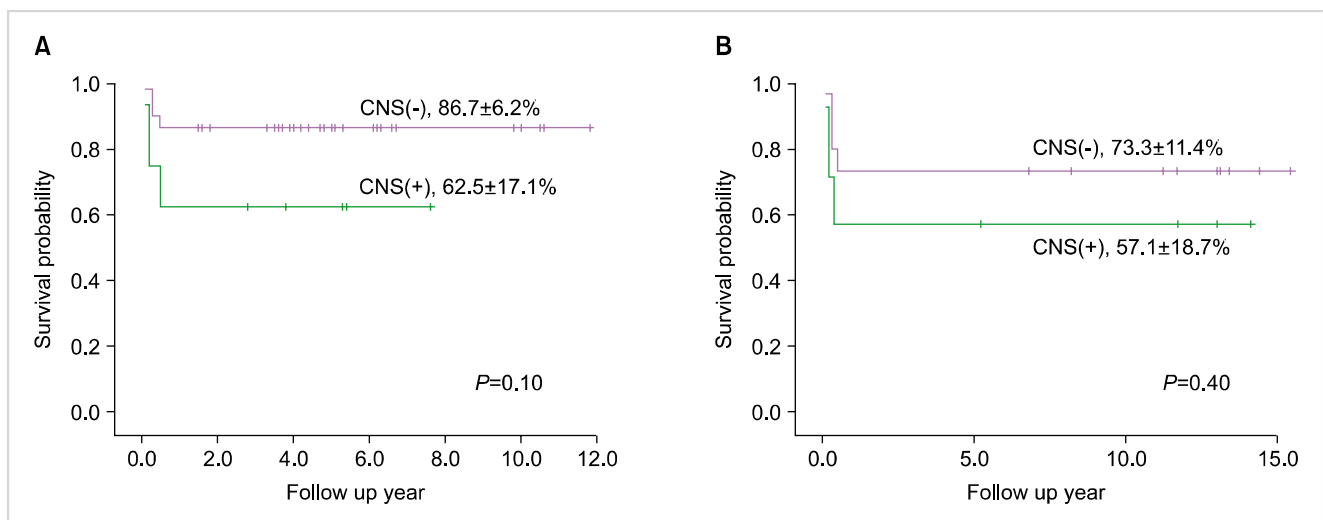 A
Survival probability
1.0
0.8
0.6
0.4
0.2
0.0
CNS(-), 86.7±6.2%
CNS(+), 62.5±17.1%
P=0.10
0.0 2.0 4.0 6.0 8.0 10.0 12.0
Follow up year
B
Survival probability
1.0
0.8
0.6
0.4
0.2
0.0
CNS(-), 73.3±11.4%
CNS(+), 57.1±18.7%
P=0.40
0.0 5.0 10.0 15.0
Follow up year